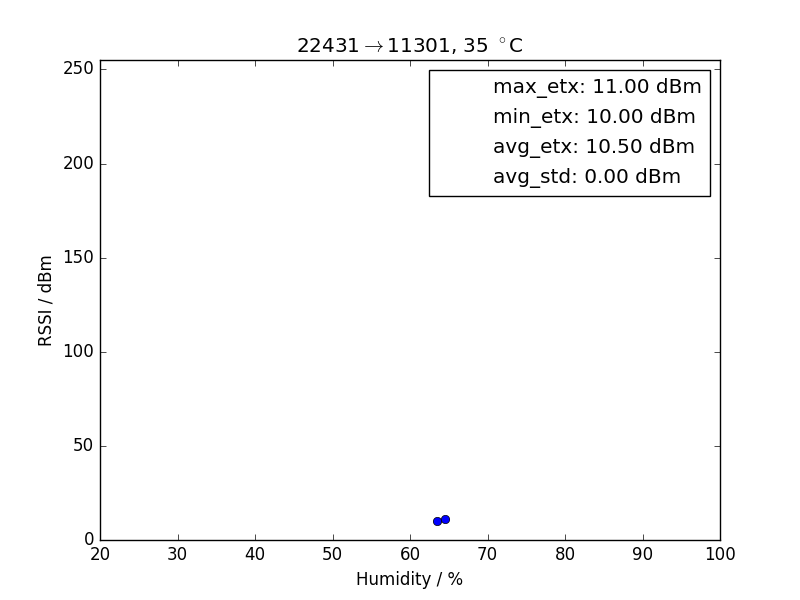 22431→11301, 35 °C
max_etx: 11.00 dBm
min_etx: 10.00 dBm
avg_etx: 10.50 dBm
avg_std: 0.00 dBm
250
200
150
100
50
0
RSSI / dBm
20 30 40 50 60 70 80 90 100
Humidity / %